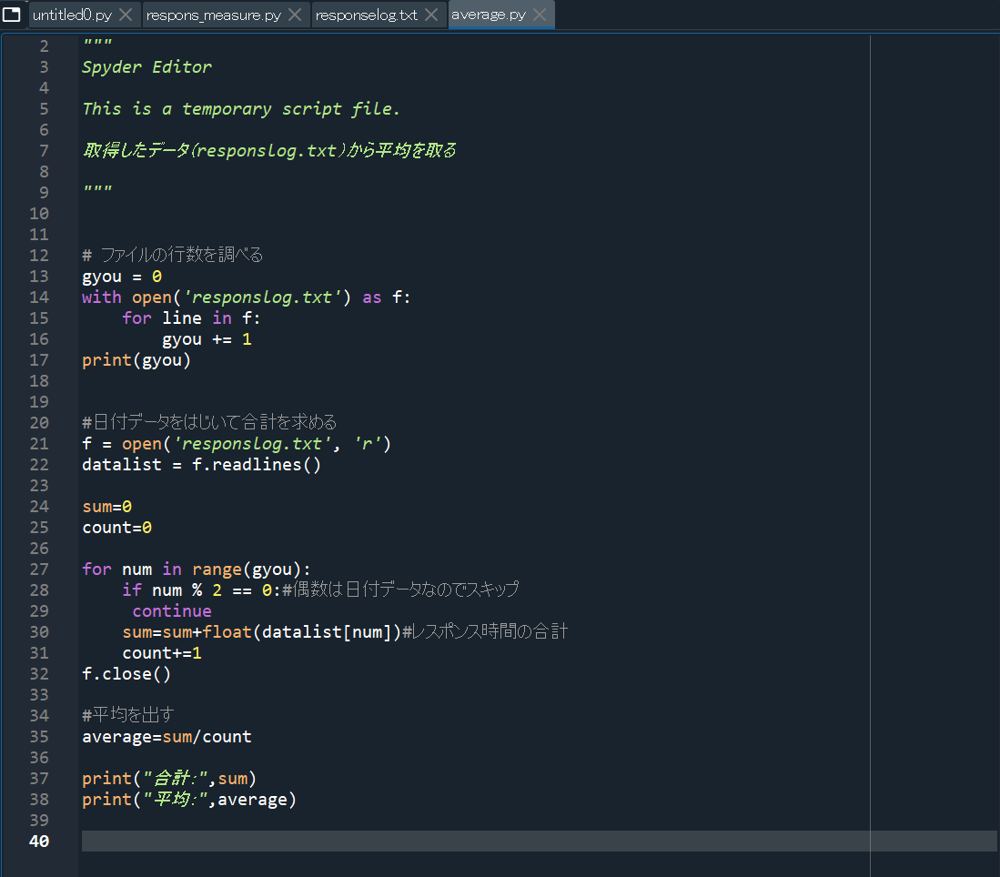 untitled0.py respons_measure.py responselog.txt average.py
2 """
3 Spyder Editor
4
5 This is a temporary script file.
6
7 取得したデータ(responslog.txt)から平均を取る
8
9 """
10
11
12 # ファイルの行数を調べる
13 gyou = 0
14 with open('responslog.txt') as f:
15     for line in f:
16         gyou += 1
17 print(gyou)
18
19
20 #日付データをはじいて合計を求める
21 f = open('responslog.txt', 'r')
22 datalist = f.readlines()
23
24 sum=0
25 count=0
26
27 for num in range(gyou):
28     if num % 2 == 0:#偶数は日付データなのでスキップ
29      continue
30     sum=sum+float(datalist[num])#レスポンス時間の合計
31     count+=1
32 f.close()
33
34 #平均を出す
35 average=sum/count
36
37 print("合計:",sum)
38 print("平均:",average)
39
40